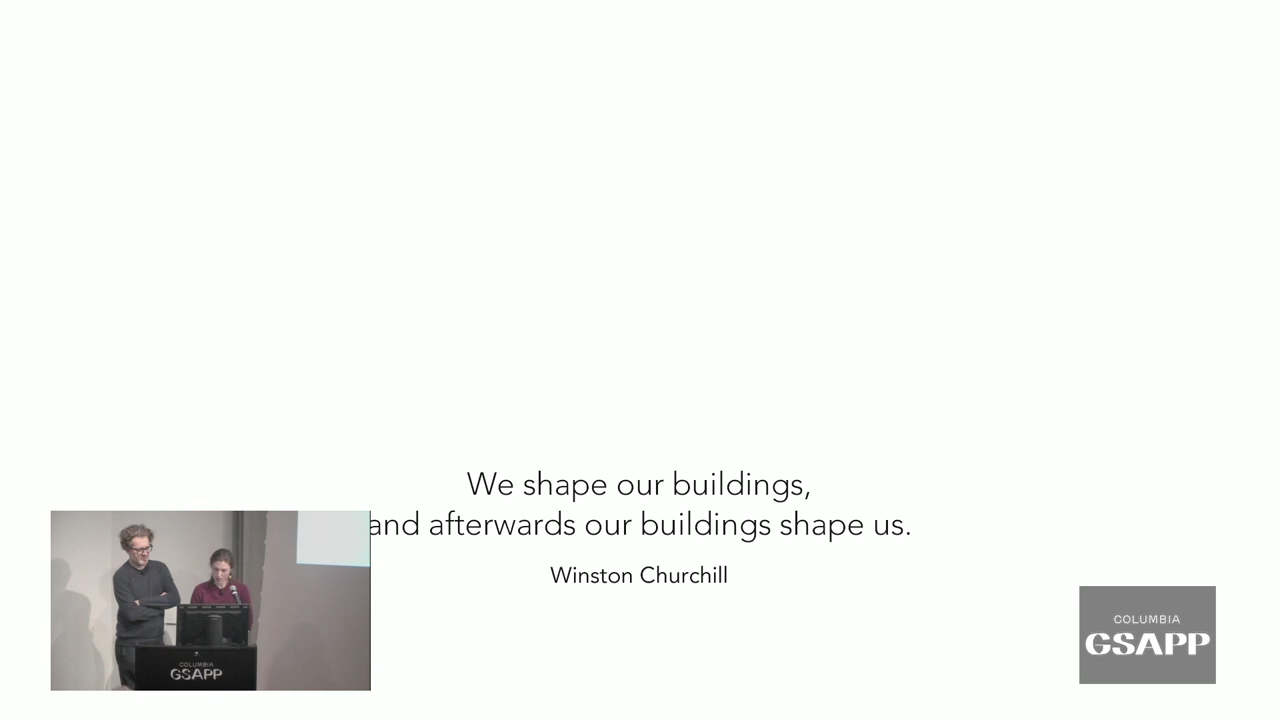 We shape our buildings,
and afterwards our buildings shape us.
Winston Churchill
COLUMBIA
GSAPP
COLUMBIA
GSAPP